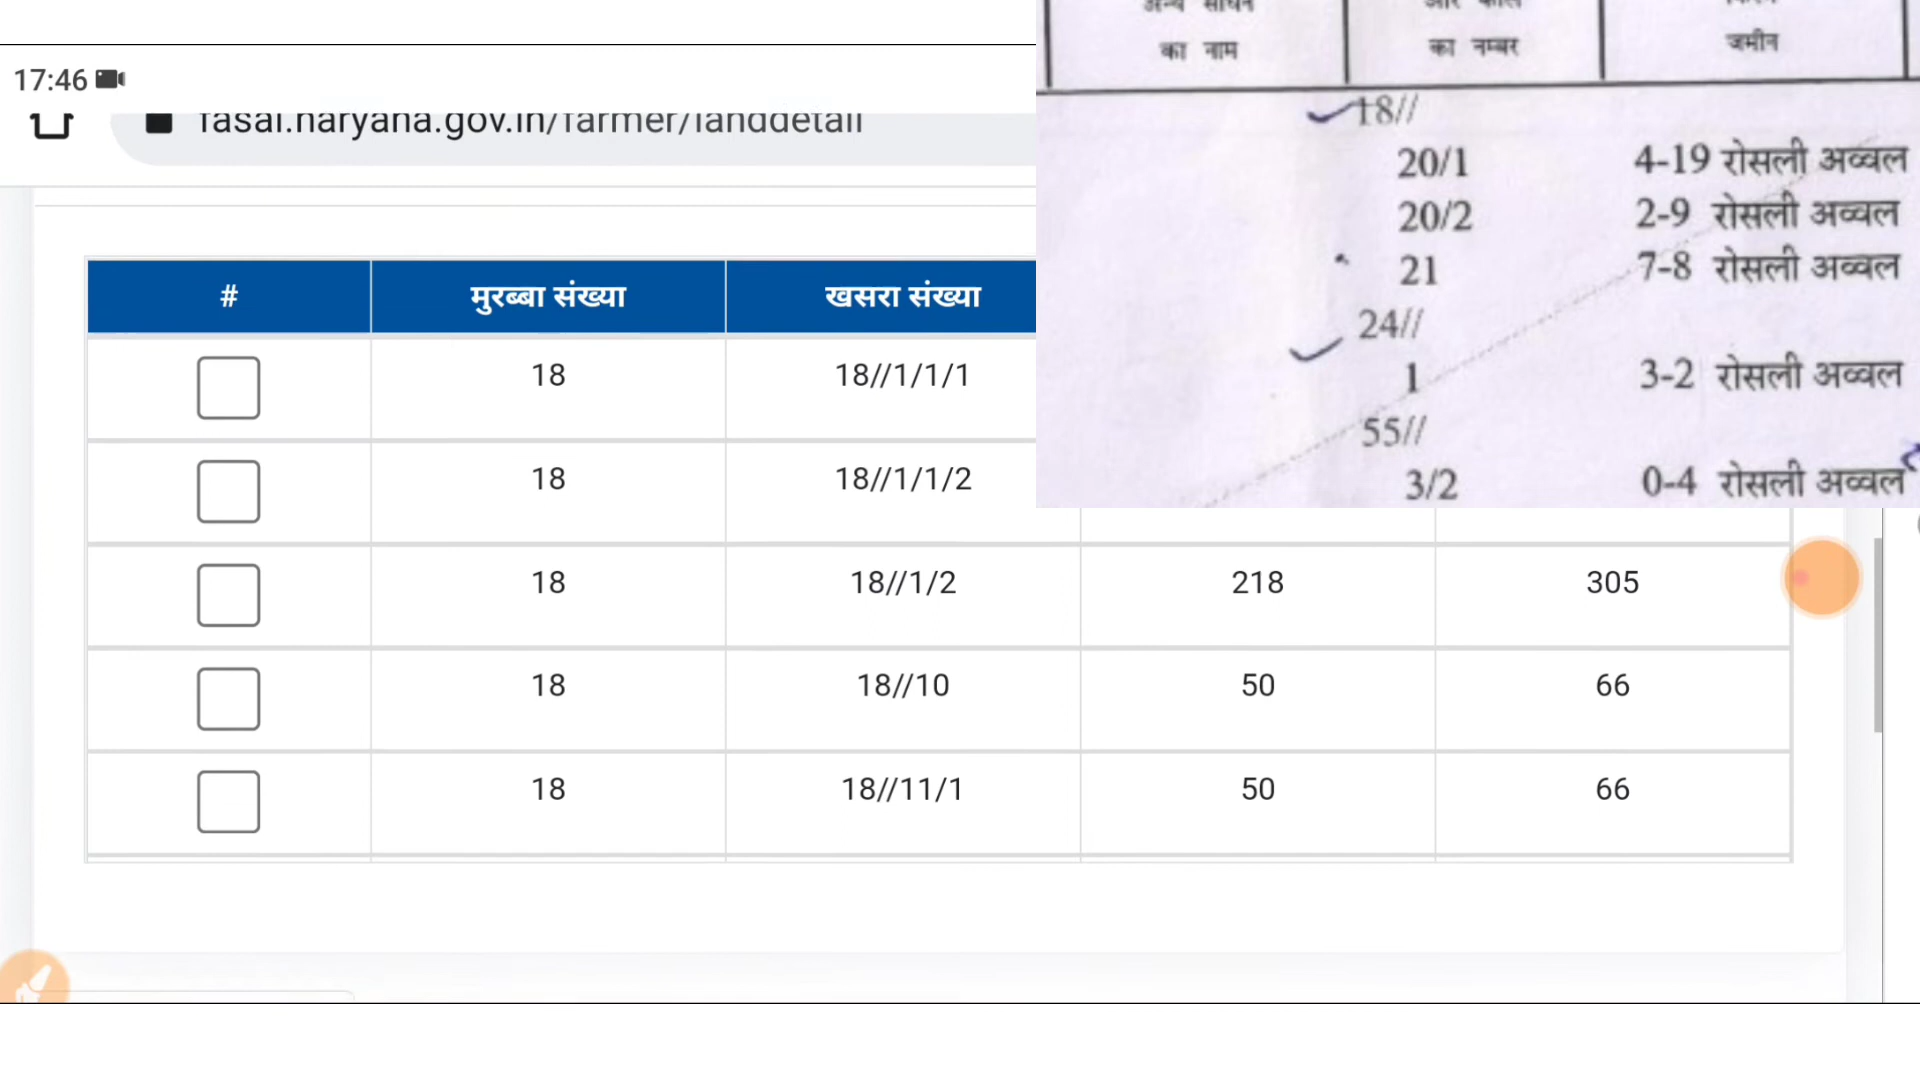 17:46
fasal.haryana.gov.in/farmer/landdetail
# मुरब्बा संख्या खसरा संख्या
18 18//1/1/1
18 18//1/1/2
18 18//1/2 218 305
18 18//10 50 66
18 18//11/1 50 66
का नाम का नम्बर जमीन
18//
20/1 4-19 रोसली अव्वल
20/2 2-9 रोसली अव्वल
21 7-8 रोसली अव्वल
24//
1 3-2 रोसली अव्वल
55//
3/2 0-4 रोसली अव्वल